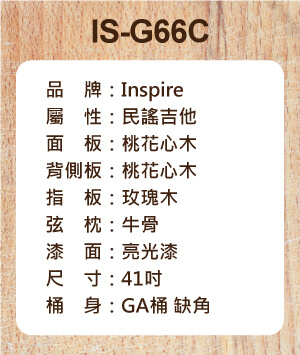 IS-G66C
品　牌：Inspire
屬　性：民謠吉他
面　板：桃花心木
背側板：桃花心木
指　板：玫瑰木
弦　枕：牛骨
漆　面：亮光漆
尺　寸：41吋
桶　身：GA桶 缺角